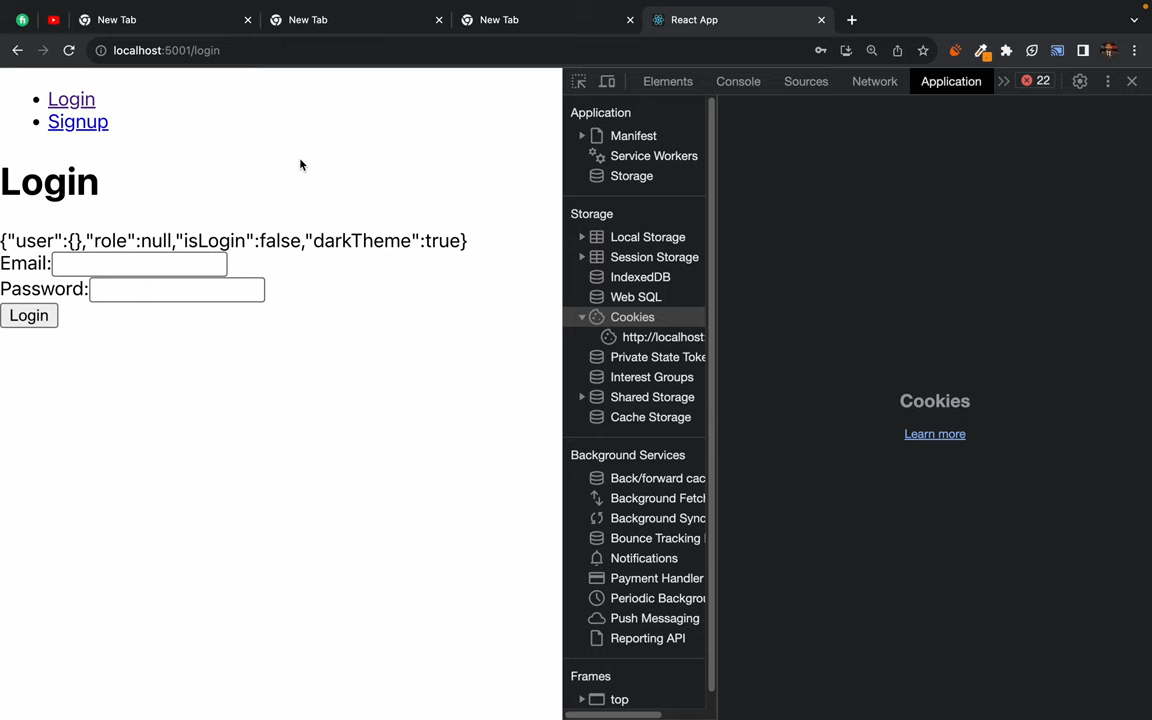 New Tab
New Tab
New Tab
React App
localhost:5001/login
Login
Signup
Login
{"user":{},"role":null,"isLogin":false,"darkTheme":true}
Email:
Password:
Login
Elements Console Sources Network Application 22
Application
Manifest
Service Workers
Storage
Storage
Local Storage
Session Storage
IndexedDB
Web SQL
Cookies
http://localhost:
Private State Toke
Interest Groups
Shared Storage
Cache Storage
Background Services
Back/forward cac
Background Fetc
Background Sync
Bounce Tracking
Notifications
Payment Handler
Periodic Backgrou
Push Messaging
Reporting API
Frames
top
Cookies
Learn more